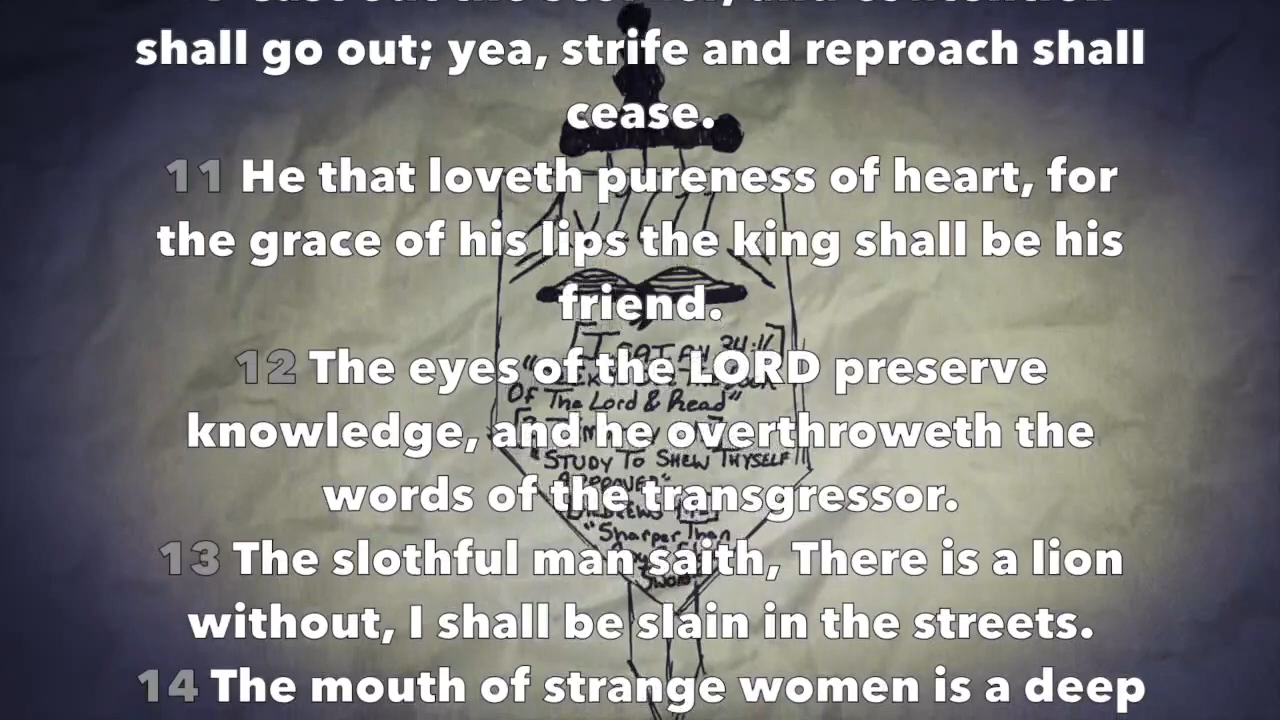 shall go out; yea, strife and reproach shall
cease.
11 He that loveth pureness of heart, for
the grace of his lips the king shall be his
friend.
12 The eyes of the LORD preserve
knowledge, and he overthroweth the
words of the transgressor.
13 The slothful man saith, There is a lion
without, I shall be slain in the streets.
14 The mouth of strange women is a deep
Of The Lord & Read"
"STUDY To SHEW THYSELF
"Sharper Than